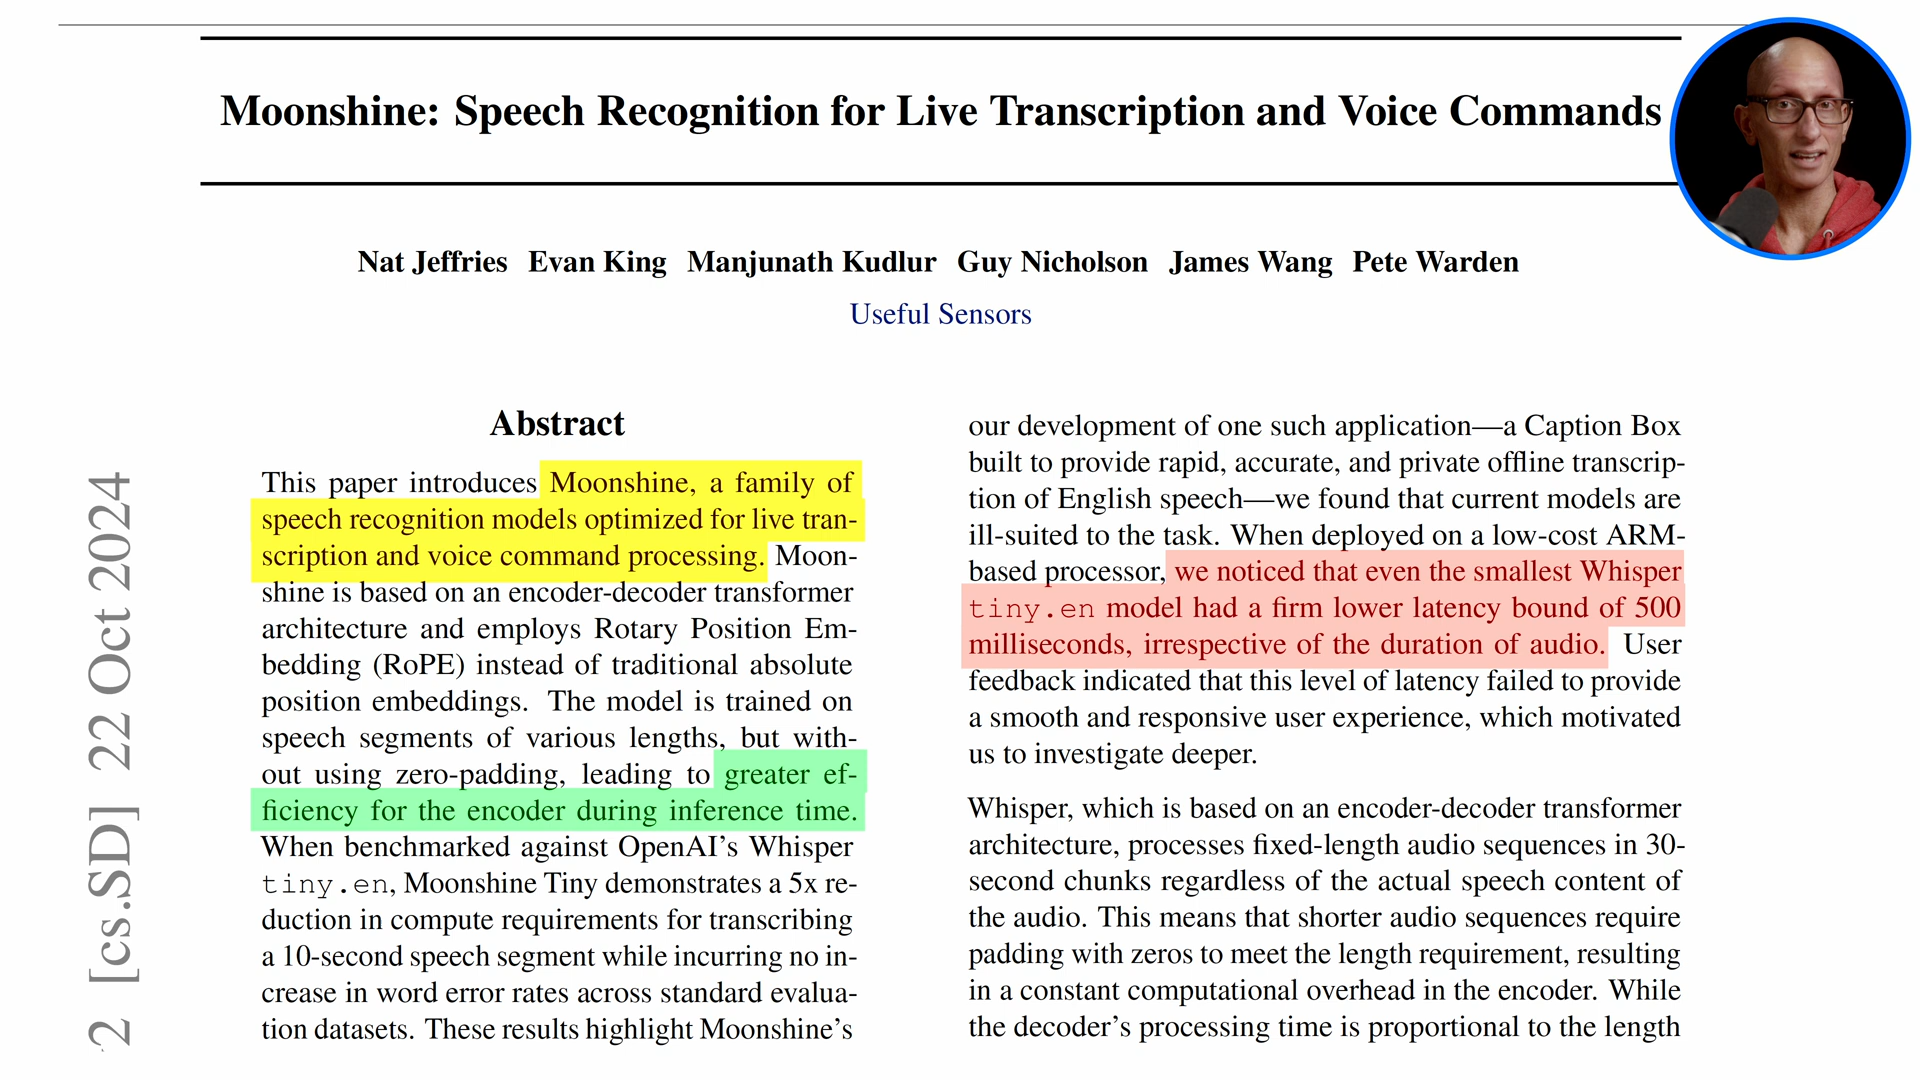 Moonshine: Speech Recognition for Live Transcription and Voice Commands
Nat Jeffries Evan King Manjunath Kudlur Guy Nicholson James Wang Pete Warden
Useful Sensors
Abstract
This paper introduces Moonshine, a family of
speech recognition models optimized for live tran-
scription and voice command processing. Moon-
shine is based on an encoder-decoder transformer
architecture and employs Rotary Position Em-
bedding (RoPE) instead of traditional absolute
position embeddings. The model is trained on
speech segments of various lengths, but with-
out using zero-padding, leading to greater ef-
ficiency for the encoder during inference time.
When benchmarked against OpenAI's Whisper
tiny.en, Moonshine Tiny demonstrates a 5x re-
duction in compute requirements for transcribing
a 10-second speech segment while incurring no in-
crease in word error rates across standard evalua-
tion datasets. These results highlight Moonshine's
our development of one such application—a Caption Box
built to provide rapid, accurate, and private offline transcrip-
tion of English speech—we found that current models are
ill-suited to the task. When deployed on a low-cost ARM-
based processor, we noticed that even the smallest Whisper
tiny.en model had a firm lower latency bound of 500
milliseconds, irrespective of the duration of audio. User
feedback indicated that this level of latency failed to provide
a smooth and responsive user experience, which motivated
us to investigate deeper.
Whisper, which is based on an encoder-decoder transformer
architecture, processes fixed-length audio sequences in 30-
second chunks regardless of the actual speech content of
the audio. This means that shorter audio sequences require
padding with zeros to meet the length requirement, resulting
in a constant computational overhead in the encoder. While
the decoder's processing time is proportional to the length
2 [cs.SD] 22 Oct 2024